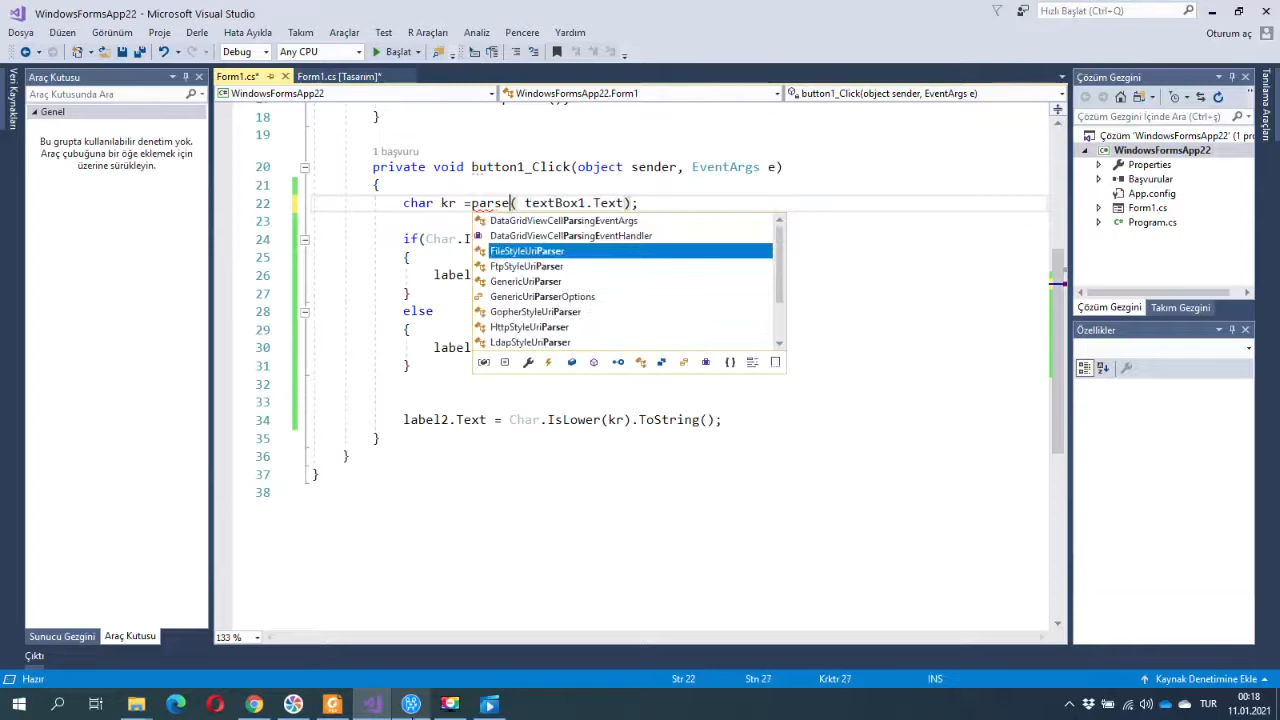 WindowsFormsApp22 - Microsoft Visual Studio
Hızlı Başlat (Ctrl+Q)
Dosya Düzen Görünüm Proje Derle Hata Ayıkla Takım Araçlar Test R Araçları Analiz Pencere Yardım
Oturum aç
Debug Any CPU Başlat
Veri Kaynakları
Araç Kutusu
Araç Kutusunda Ara
Genel
Bu grupta kullanılabilir denetim yok.
Araç çubuğuna bir öğe eklemek için
üzerine sürükleyin.
Sunucu Gezgini Araç Kutusu
Form1.cs* Form1.cs [Tasarım]*
WindowsFormsApp22 WindowsFormsApp22.Form1 button1_Click(object sender, EventArgs e)
18 }
19
1 başvuru
20 private void button1_Click(object sender, EventArgs e)
21 {
22 char kr =parse( textBox1.Text);
23
24 if(Char.I
25 {
26 label
27 }
28 else
29 {
30 label
31 }
32
33
34 label2.Text = Char.IsLower(kr).ToString();
35 }
36 }
37 }
38
DataGridViewCellParsingEventArgs
DataGridViewCellParsingEventHandler
FileStyleUriParser
FtpStyleUriParser
GenericUriParser
GenericUriParserOptions
GopherStyleUriParser
HttpStyleUriParser
LdapStyleUriParser
133 %
Çözüm Gezgini
Çözüm Gezgini İçinde Ara (Ctrl+ş)
Çözüm 'WindowsFormsApp22' (1 pro
WindowsFormsApp22
Properties
Başvurular
App.config
Form1.cs
Program.cs
Çözüm Gezgini Takım Gezgini
Özellikler
Tanılama Araçları
Çıktı
Hazır Str 22 Stn 27 Krktr 27 INS Kaynak Denetimine Ekle
TUR
00:18
11.01.2021